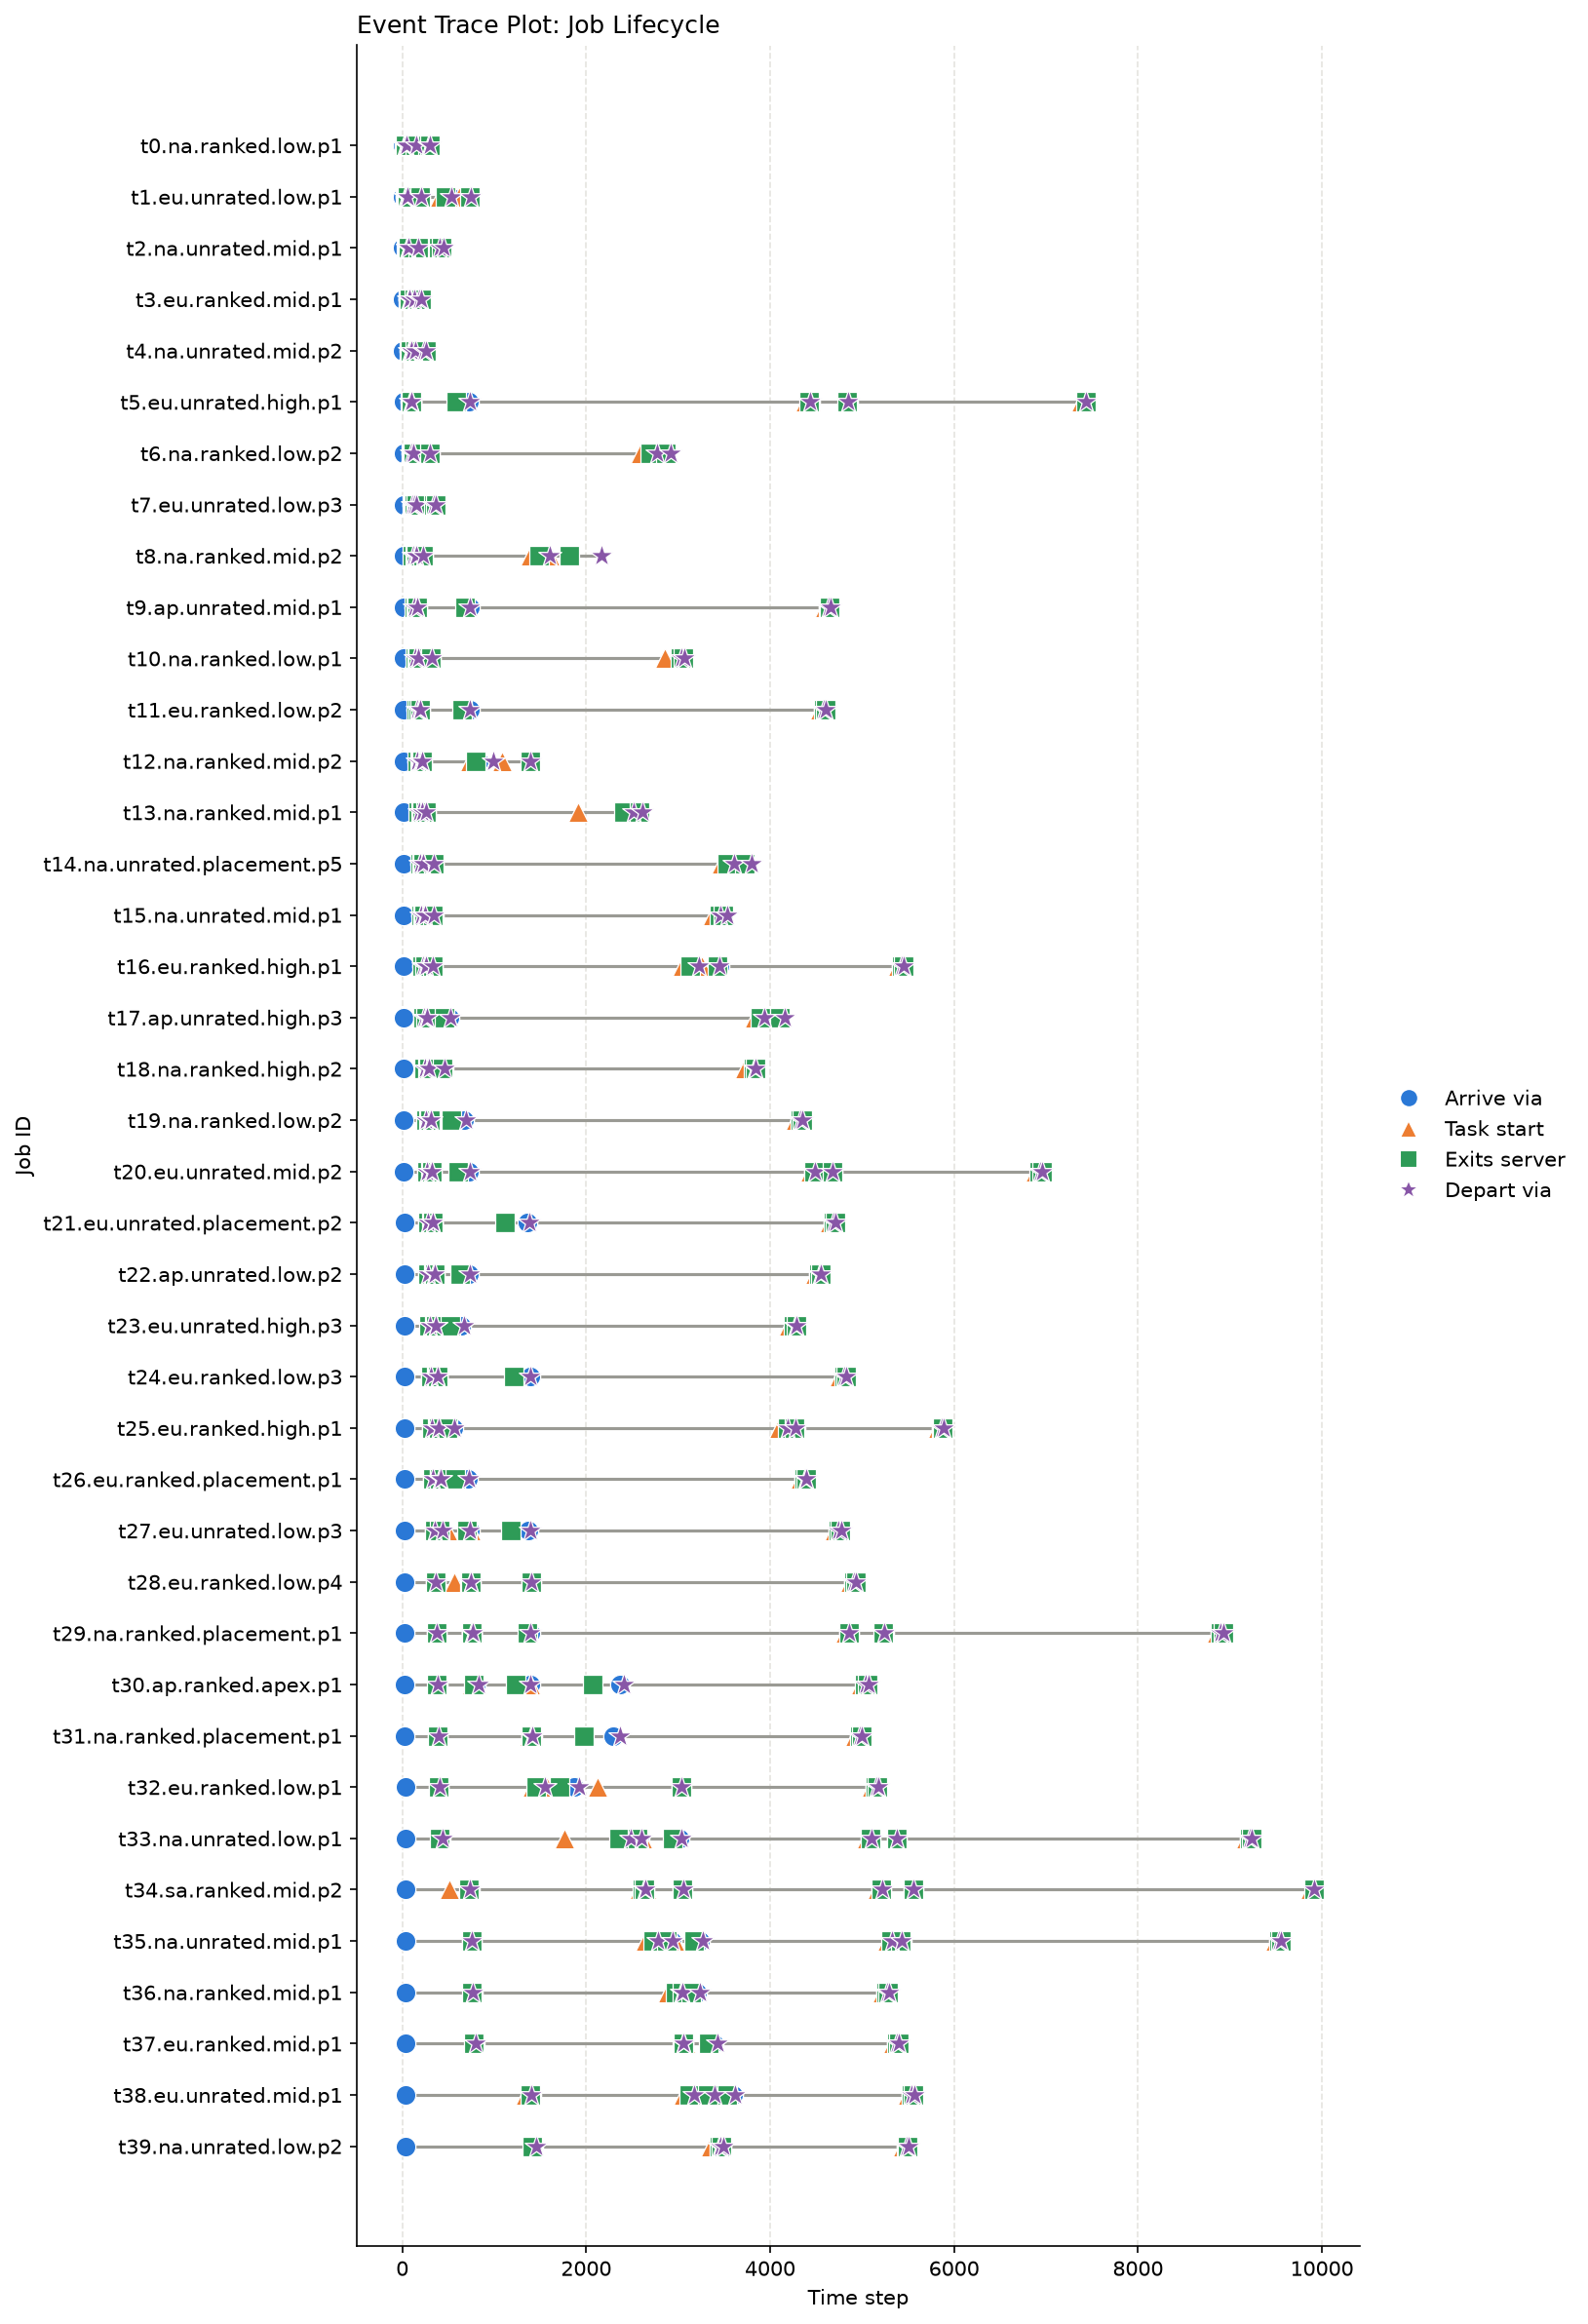 Event Trace Plot: Job Lifecycle
t0.na.ranked.low.p1
t1.eu.unrated.low.p1
t2.na.unrated.mid.p1
t3.eu.ranked.mid.p1
t4.na.unrated.mid.p2
t5.eu.unrated.high.p1
t6.na.ranked.low.p2
t7.eu.unrated.low.p3
t8.na.ranked.mid.p2
t9.ap.unrated.mid.p1
t10.na.ranked.low.p1
t11.eu.ranked.low.p2
t12.na.ranked.mid.p2
t13.na.ranked.mid.p1
t14.na.unrated.placement.p5
t15.na.unrated.mid.p1
t16.eu.ranked.high.p1
t17.ap.unrated.high.p3
t18.na.ranked.high.p2
t19.na.ranked.low.p2
t20.eu.unrated.mid.p2
t21.eu.unrated.placement.p2
t22.ap.unrated.low.p2
t23.eu.unrated.high.p3
t24.eu.ranked.low.p3
t25.eu.ranked.high.p1
t26.eu.ranked.placement.p1
t27.eu.unrated.low.p3
t28.eu.ranked.low.p4
t29.na.ranked.placement.p1
t30.ap.ranked.apex.p1
t31.na.ranked.placement.p1
t32.eu.ranked.low.p1
t33.na.unrated.low.p1
t34.sa.ranked.mid.p2
t35.na.unrated.mid.p1
t36.na.ranked.mid.p1
t37.eu.ranked.mid.p1
t38.eu.unrated.mid.p1
t39.na.unrated.low.p2
Job ID
0 2000 4000 6000 8000 10000
Time step
Arrive via
Task start
Exits server
Depart via